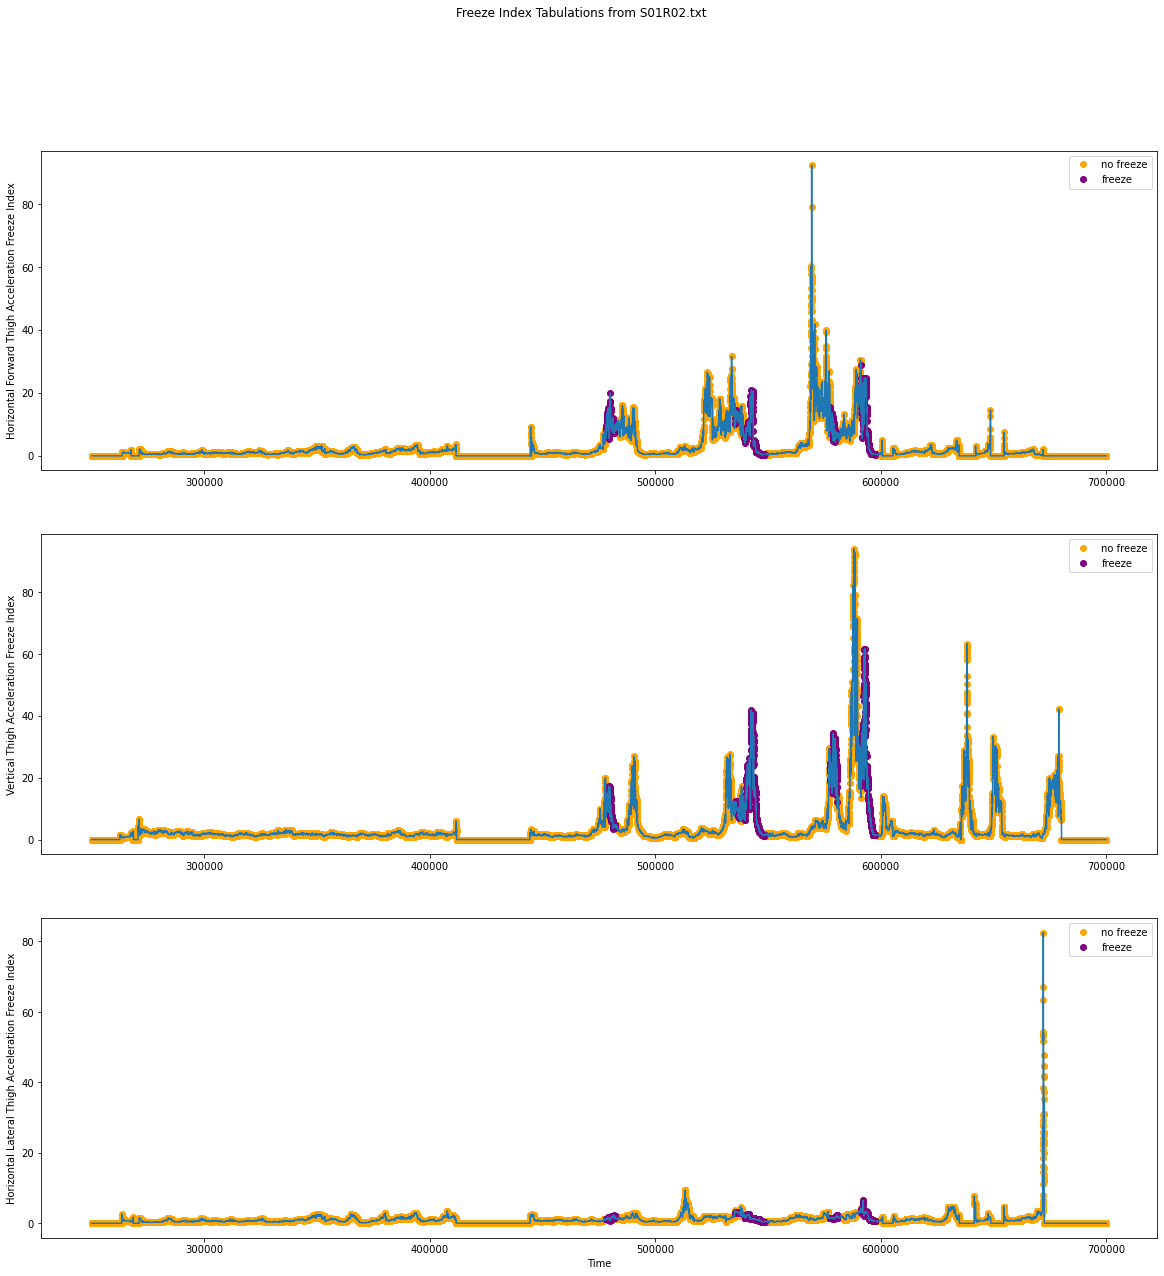 Freeze Index Tabulations from S01R02.txt
Horizontal Forward Thigh Acceleration Freeze Index
80
60
40
20
0
no freeze
freeze
300000 400000 500000 600000 700000
Vertical Thigh Acceleration Freeze Index
80
60
40
20
0
no freeze
freeze
300000 400000 500000 600000 700000
Horizontal Lateral Thigh Acceleration Freeze Index
80
60
40
20
0
no freeze
freeze
300000 400000 500000 600000 700000
Time